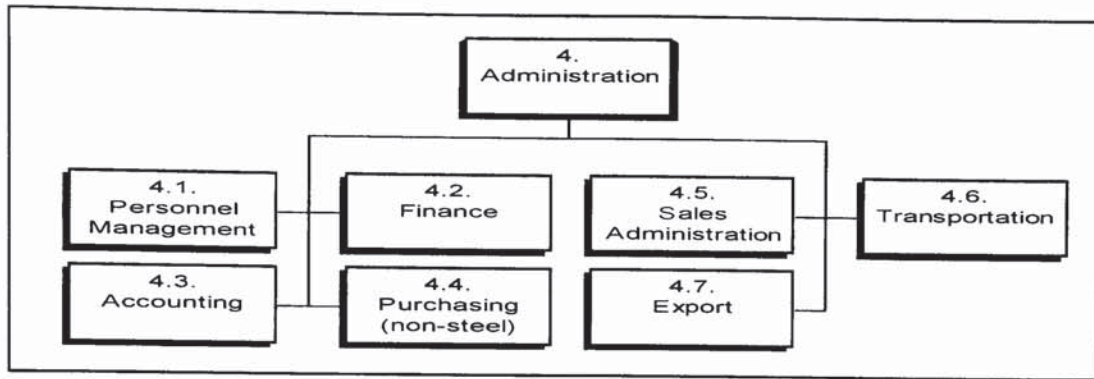 4.
Administration
4.1.
Personnel
Management
4.2.
Finance
4.5.
Sales
Administration
4.6.
Transportation
4.3.
Accounting
4.4.
Purchasing
(non-steel)
4.7.
Export